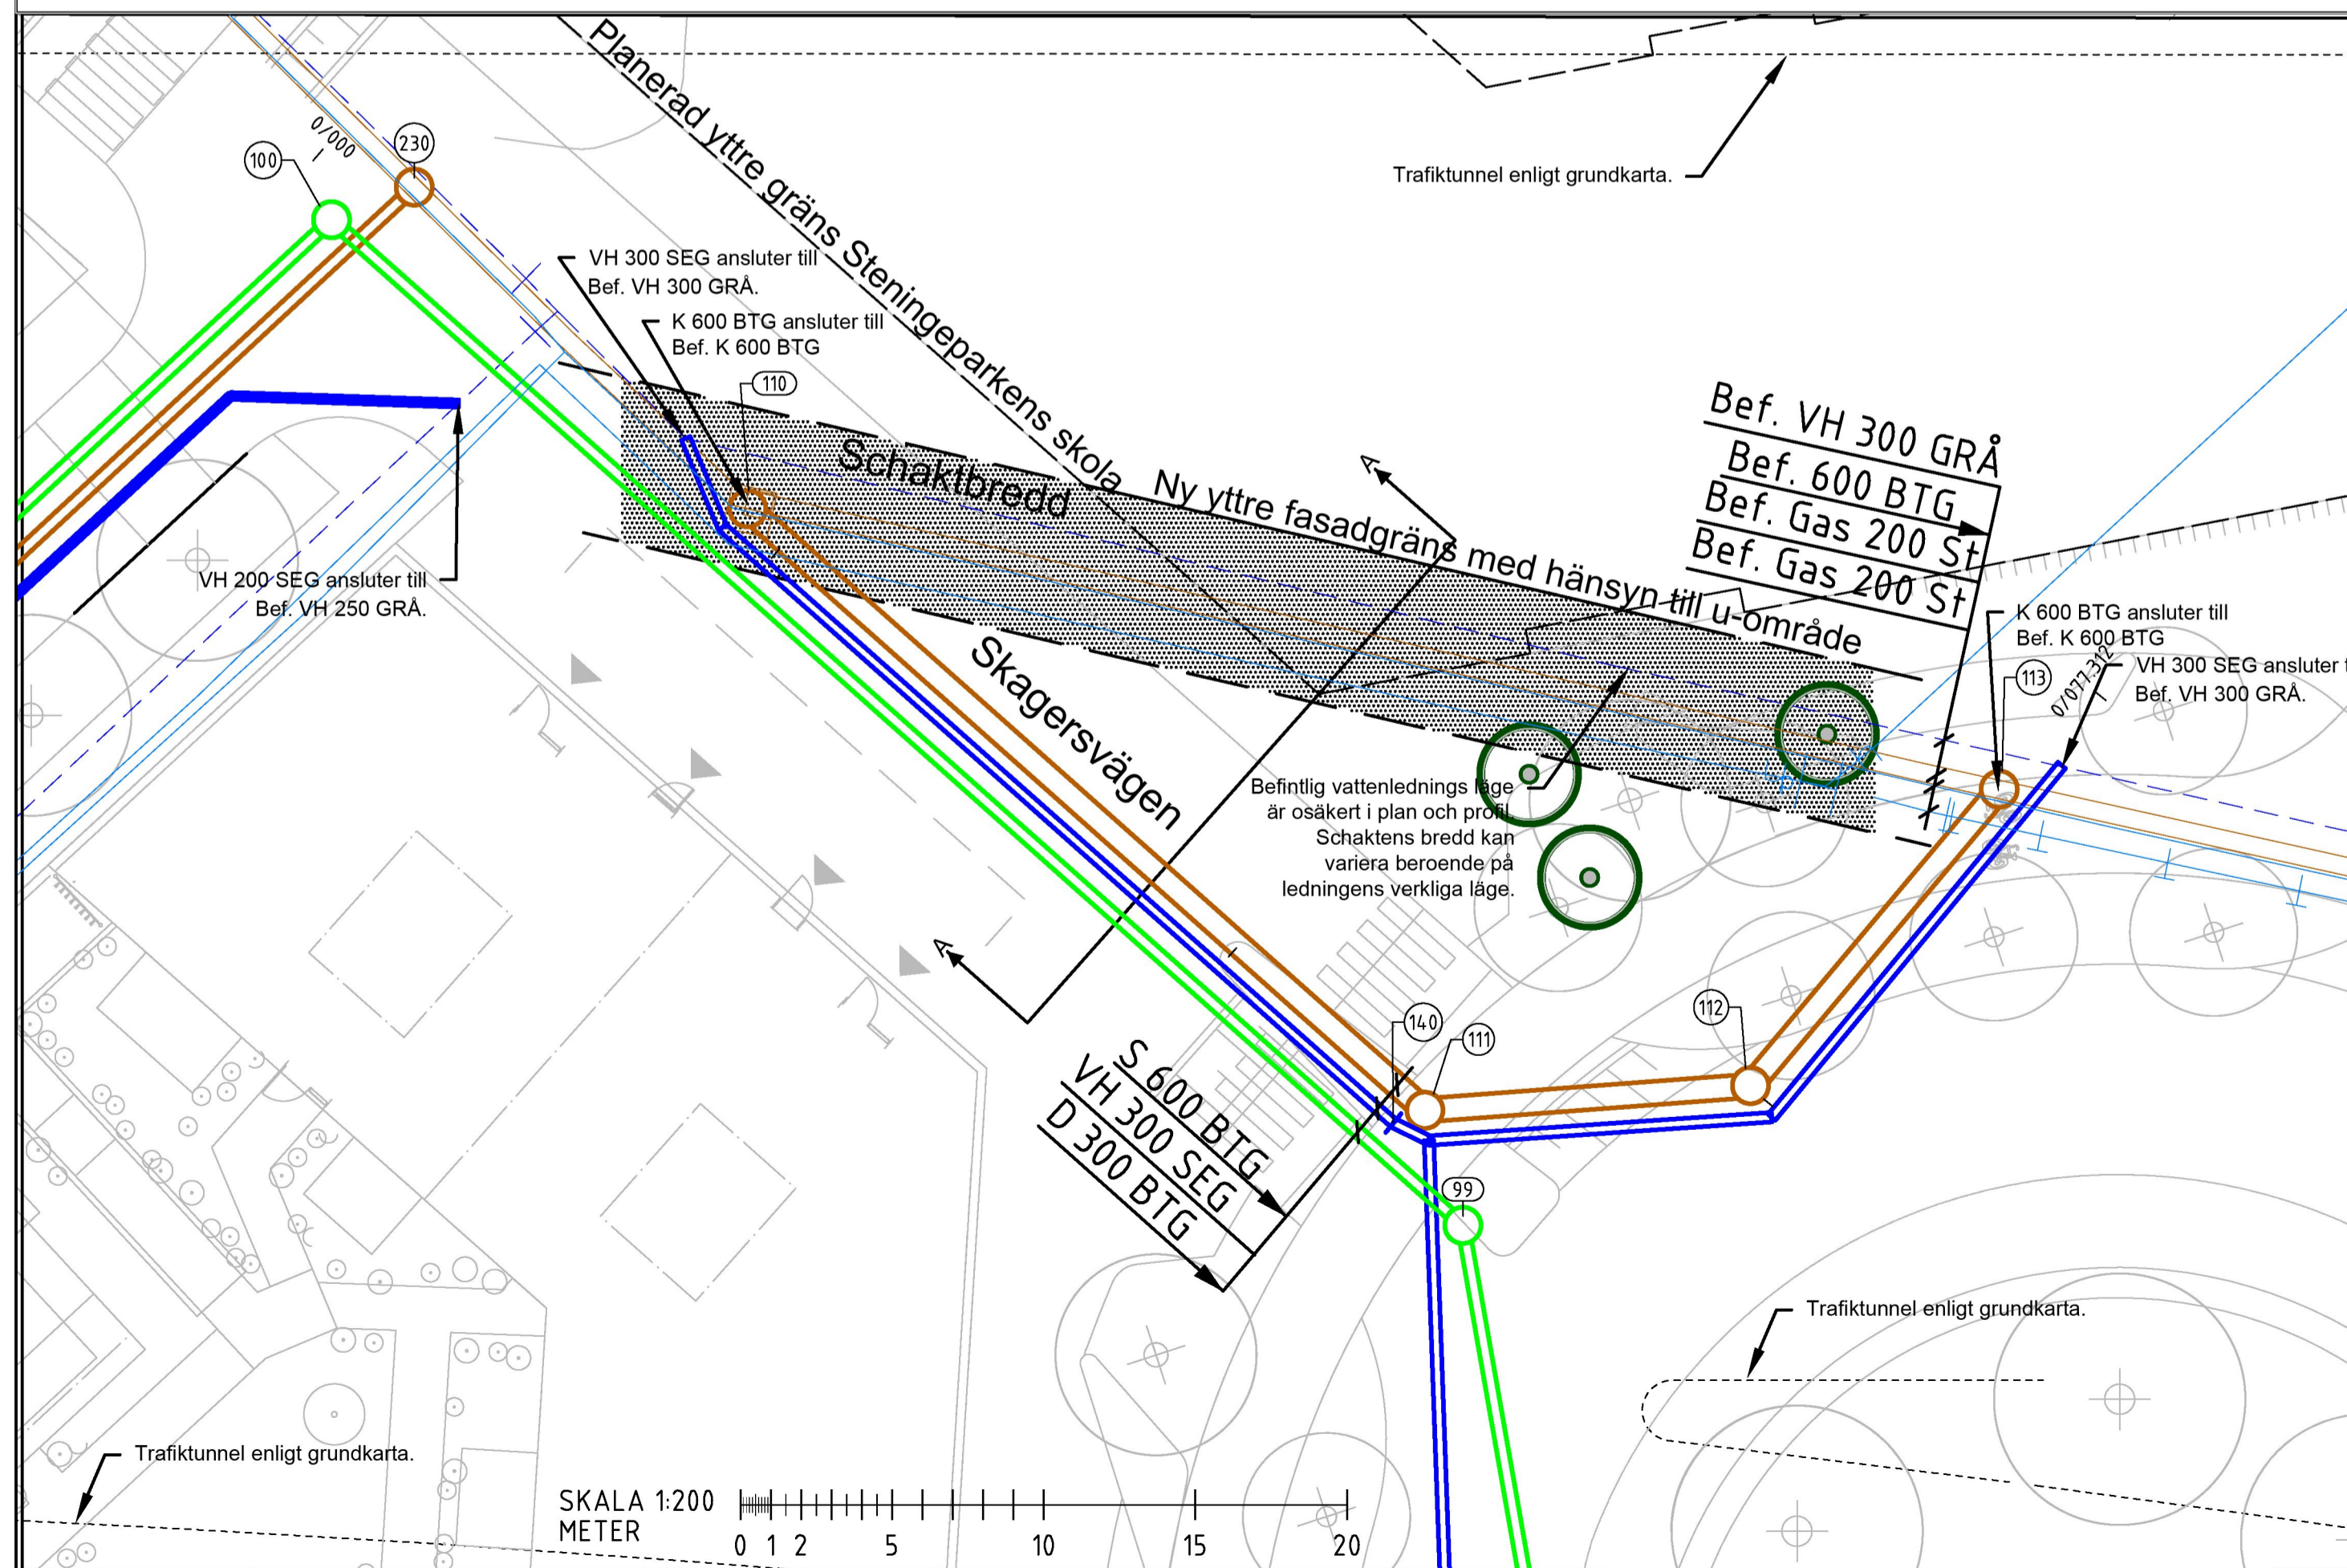 Planerad yttre gräns Steningeparkens skola
0/000
230
100
Trafiktunnel enligt grundkarta.
VH 300 SEG ansluter till
Bef. VH 300 GRÅ.
K 600 BTG ansluter till
Bef. K 600 BTG
110
Schaktbredd
Ny yttre fasadgräns med hänsyn till u-område
A
Bef. VH 300 GRÅ
Bef. 600 BTG
Bef. Gas 200 St
Bef. Gas 200 St
VH 200 SEG ansluter till
Bef. VH 250 GRÅ.
K 600 BTG ansluter till
Bef. K 600 BTG
113
0/077.312
VH 300 SEG ansluter t
Bef. VH 300 GRÅ.
Skagersvägen
Befintlig vattenlednings läge
är osäkert i plan och profil.
Schaktens bredd kan
variera beroende på
ledningens verkliga läge.
A
112
140
111
S 600 BTG
VH 300 SEG
D 300 BTG
99
Trafiktunnel enligt grundkarta.
Trafiktunnel enligt grundkarta.
SKALA 1:200
METER
0 1 2 5 10 15 20